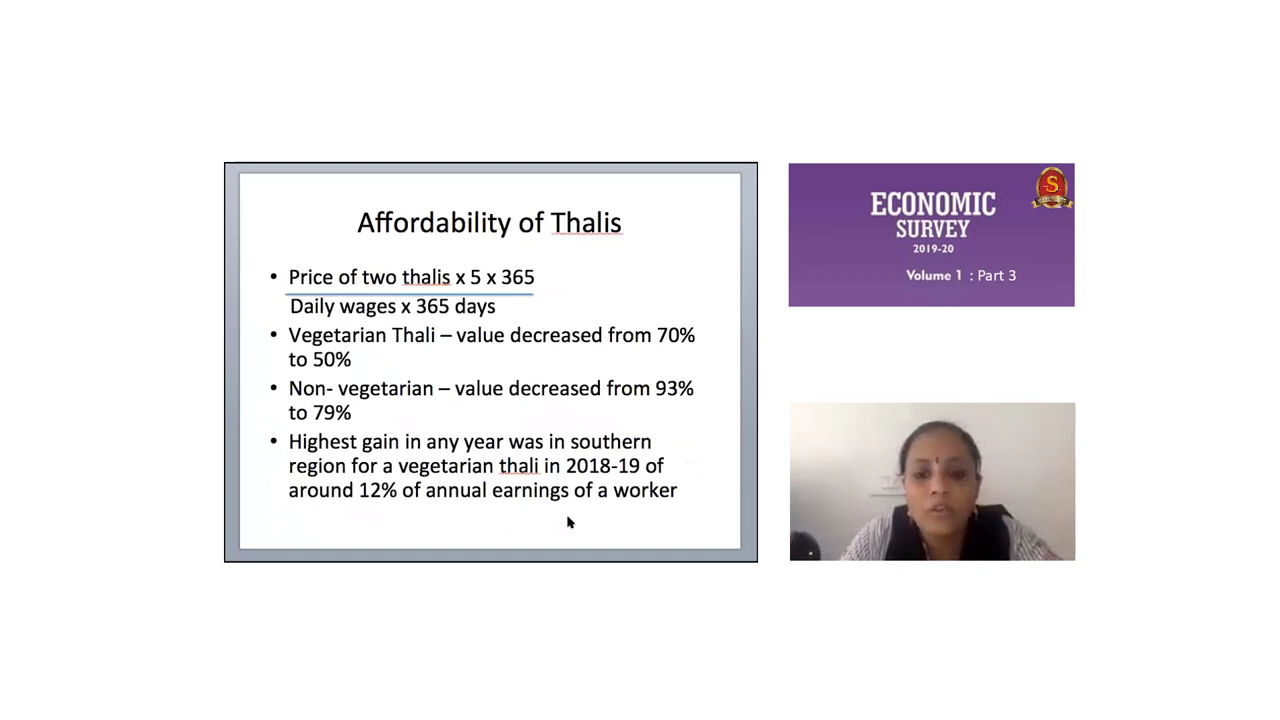 Affordability of Thalis
• Price of two thalis x 5 x 365
Daily wages x 365 days
• Vegetarian Thali – value decreased from 70%
to 50%
• Non- vegetarian – value decreased from 93%
to 79%
• Highest gain in any year was in southern
region for a vegetarian thali in 2018-19 of
around 12% of annual earnings of a worker
S
ECONOMIC
SURVEY
2019-20
Volume 1 : Part 3